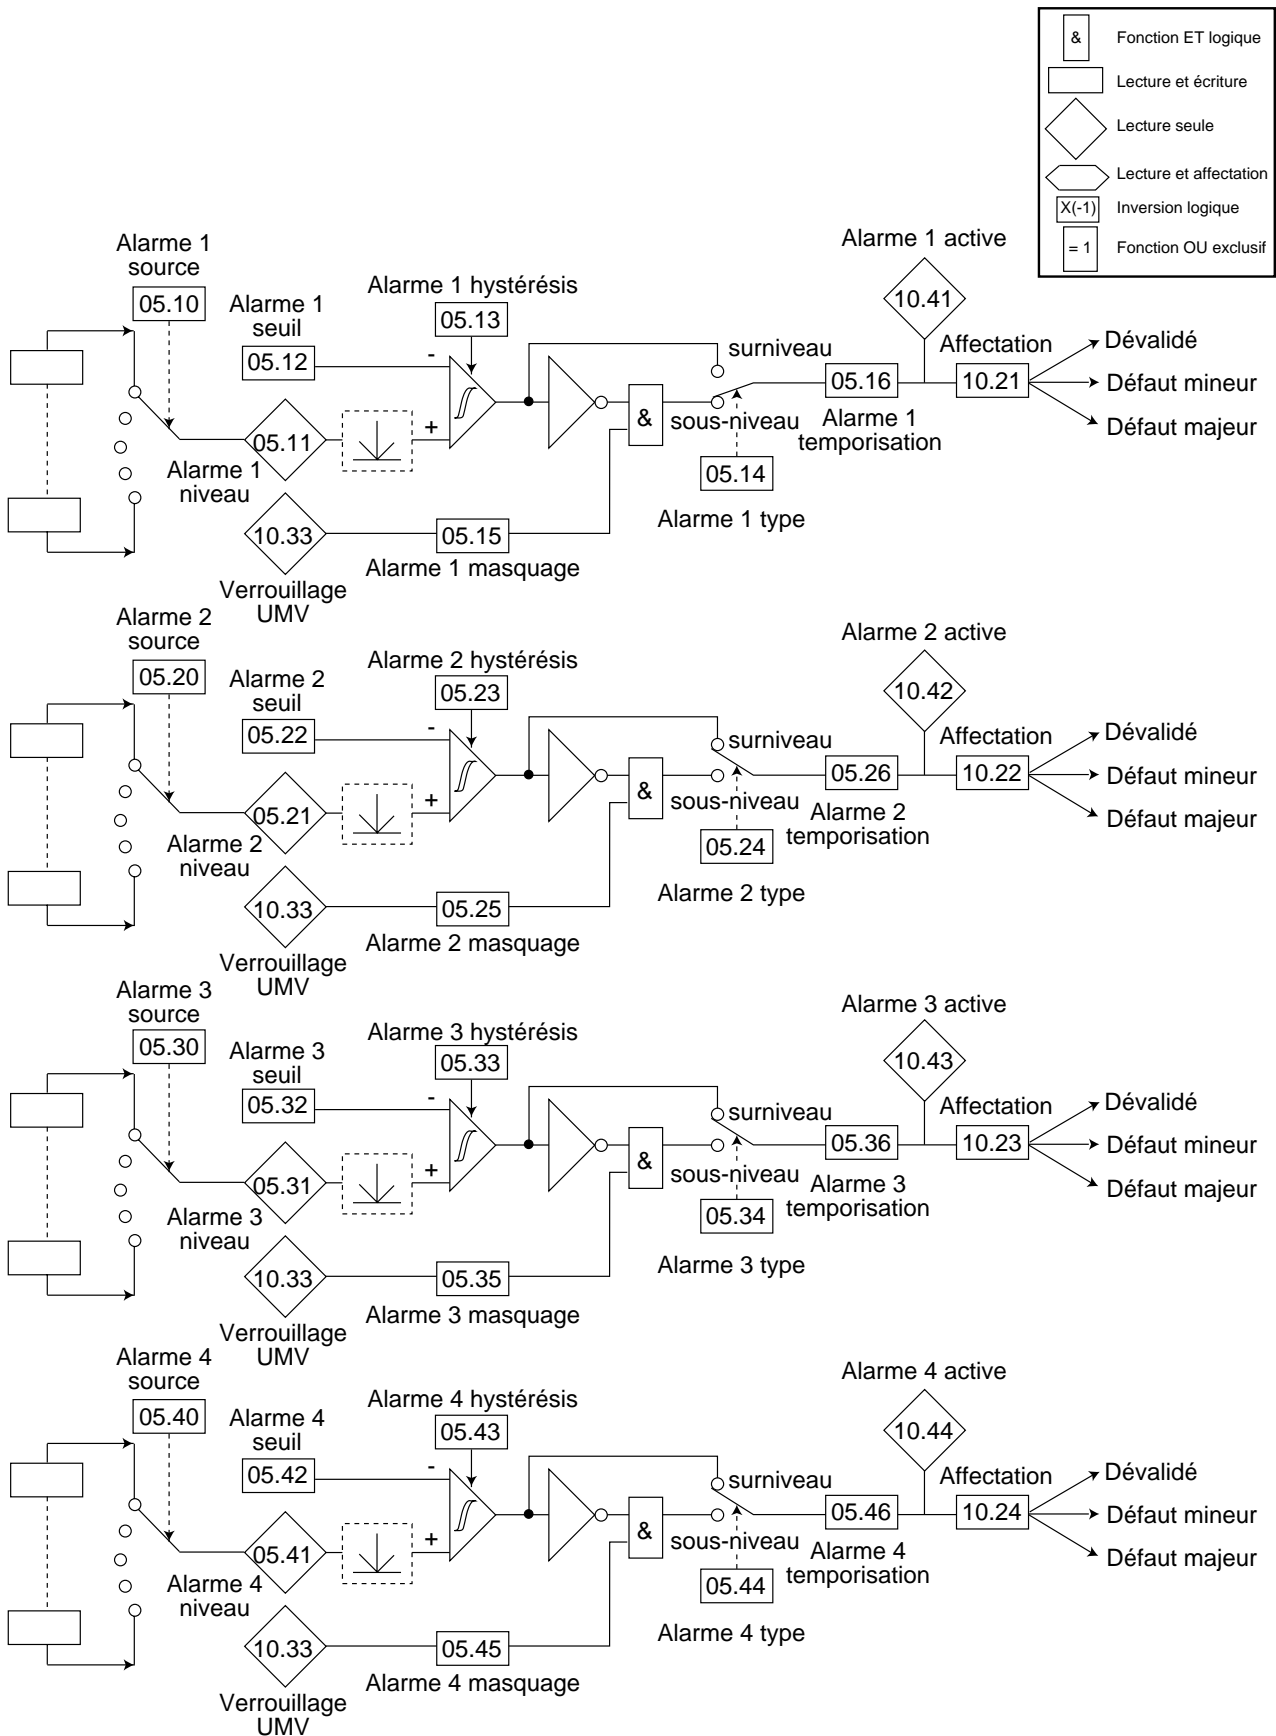 &
Fonction ET logique
Lecture et écriture
Lecture seule
Lecture et affectation
X(-1)
Inversion logique
= 1
Fonction OU exclusif
Alarme 1
source
05.10
Alarme 1
seuil
05.12
Alarme 1 hystérésis
05.13
-
+
05.11
Alarme 1
niveau
10.33
Verrouillage
UMV
05.15
Alarme 1 masquage
&
surniveau
sous-niveau
05.14
Alarme 1 type
05.16
Alarme 1
temporisation
Alarme 1 active
10.41
Affectation
10.21
Dévalidé
Défaut mineur
Défaut majeur
Alarme 2
source
05.20
Alarme 2
seuil
05.22
Alarme 2 hystérésis
05.23
-
+
05.21
Alarme 2
niveau
10.33
Verrouillage
UMV
05.25
Alarme 2 masquage
&
surniveau
sous-niveau
05.24
Alarme 2 type
05.26
Alarme 2
temporisation
Alarme 2 active
10.42
Affectation
10.22
Dévalidé
Défaut mineur
Défaut majeur
Alarme 3
source
05.30
Alarme 3
seuil
05.32
Alarme 3 hystérésis
05.33
-
+
05.31
Alarme 3
niveau
10.33
Verrouillage
UMV
05.35
Alarme 3 masquage
&
surniveau
sous-niveau
05.34
Alarme 3 type
05.36
Alarme 3
temporisation
Alarme 3 active
10.43
Affectation
10.23
Dévalidé
Défaut mineur
Défaut majeur
Alarme 4
source
05.40
Alarme 4
seuil
05.42
Alarme 4 hystérésis
05.43
-
+
05.41
Alarme 4
niveau
10.33
Verrouillage
UMV
05.45
Alarme 4 masquage
&
surniveau
sous-niveau
05.44
Alarme 4 type
05.46
Alarme 4
temporisation
Alarme 4 active
10.44
Affectation
10.24
Dévalidé
Défaut mineur
Défaut majeur